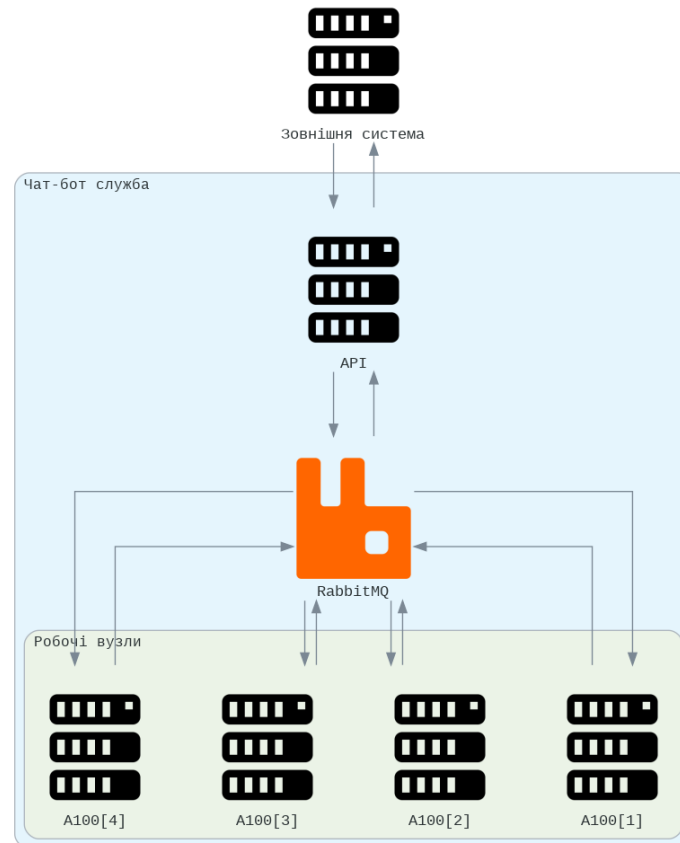 Зовнішня система
Чат-бот служба
API
RabbitMQ
Робочі вузли
A100[4]
A100[3]
A100[2]
A100[1]